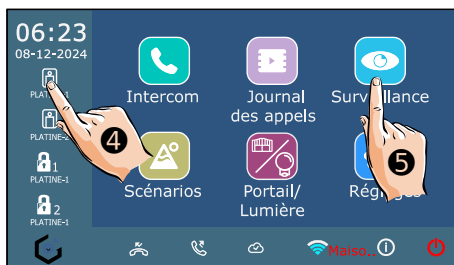 06:23
08-12-2024
PLATINE-1
PLATINE-2
1
PLATINE-1
2
PLATINE-1
4
Intercom
Journal
des appels
Surveillance
5
Scénarios
Portail/
Lumière
Réglages
Maiso..